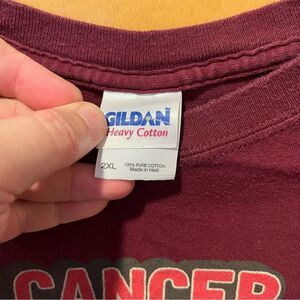 GILDAN
Heavy Cotton
2XL
100% PURE COTTON
Made in Haiti
CANCER